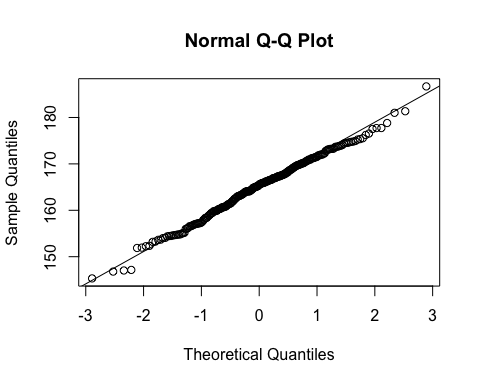 Normal Q-Q Plot
Sample Quantiles
180
170
160
150
-3 -2 -1 0 1 2 3
Theoretical Quantiles